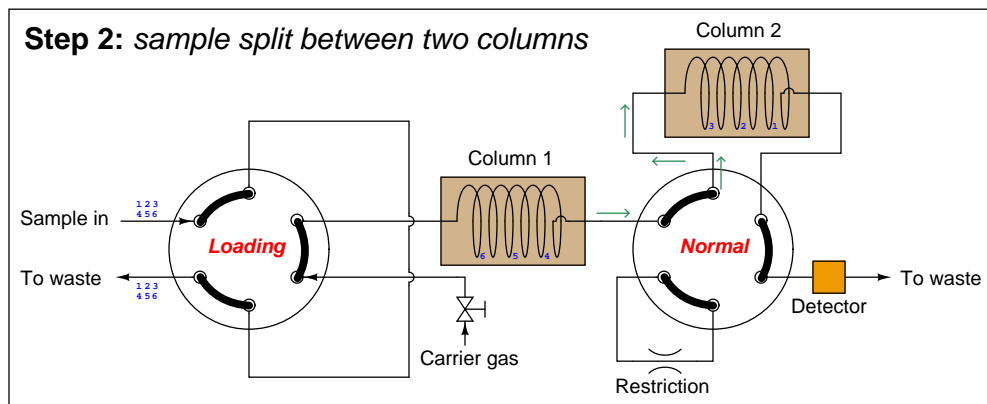 Step 2: sample split between two columns
Column 2
3 2 1
Column 1
1 2 3
4 5 6
Sample in
Loading
6 5 4
Normal
To waste
1 2 3
4 5 6
To waste
Detector
Carrier gas
Restriction